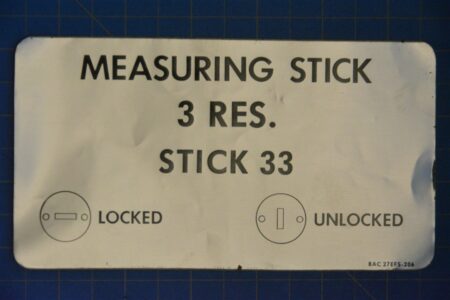 MEASURING STICK
3 RES.
STICK 33
LOCKED
UNLOCKED
BAC 27EFS-206